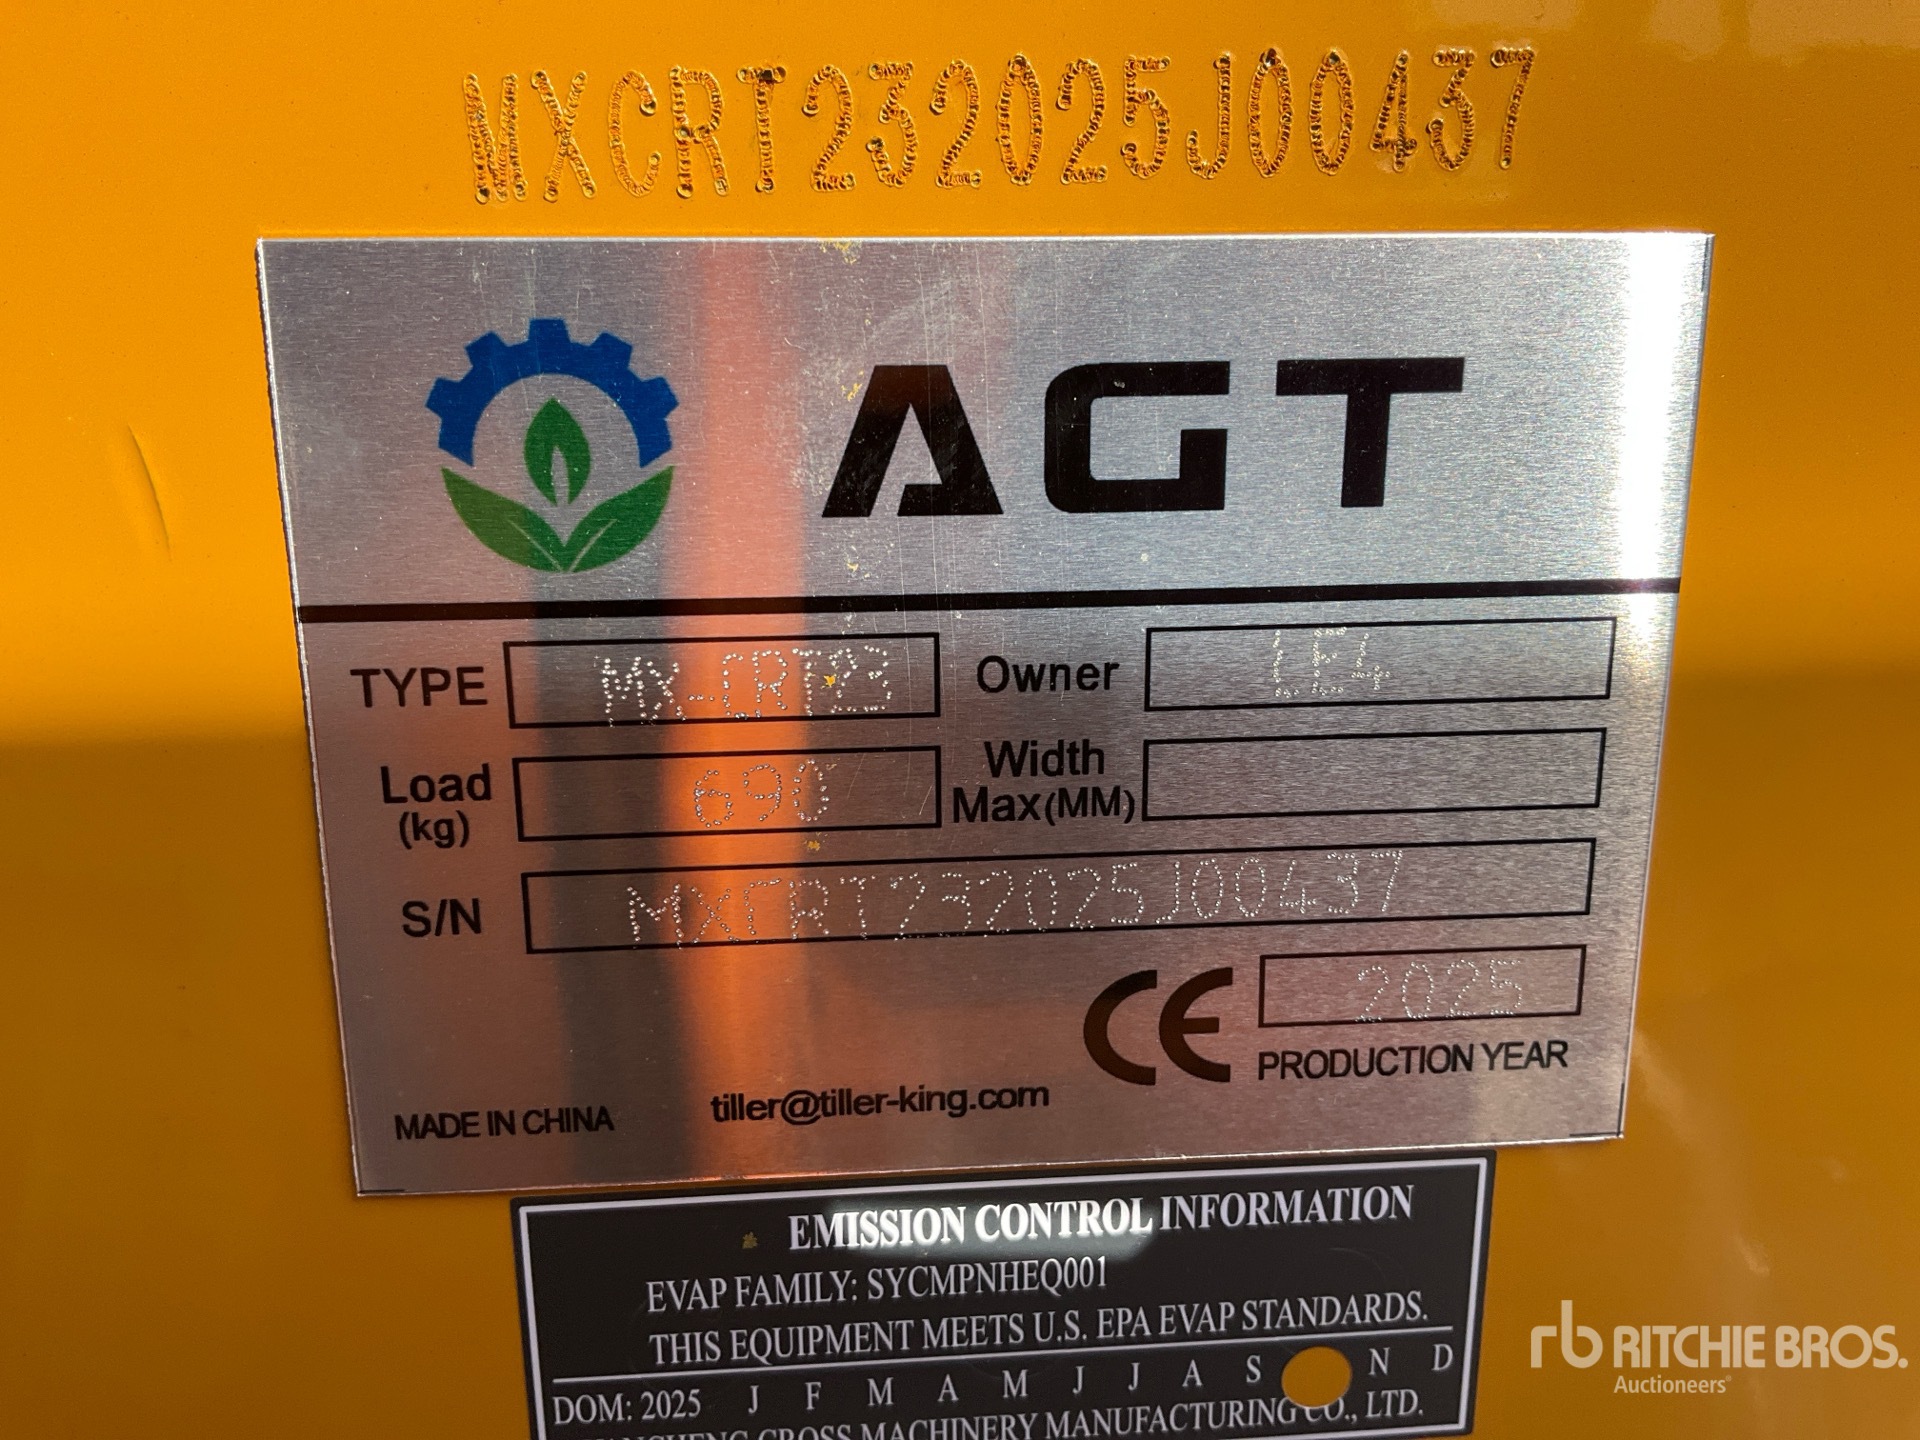 MXCRT232025J00437
AGT
TYPE MX-CRT23 Owner
Load (kg) 690 Width Max(MM)
S/N MXCRT232025J00437
CE 2025
PRODUCTION YEAR
MADE IN CHINA tiller@tiller-king.com
EMISSION CONTROL INFORMATION
EVAP FAMILY: SYCMPNHEQ001
THIS EQUIPMENT MEETS U.S. EPA EVAP STANDARDS.
DOM: 2025 J F M A M J J A S N D
CROSS MACHINERY MANUFACTURING CO., LTD.
rb RITCHIE BROS.
Auctioneers